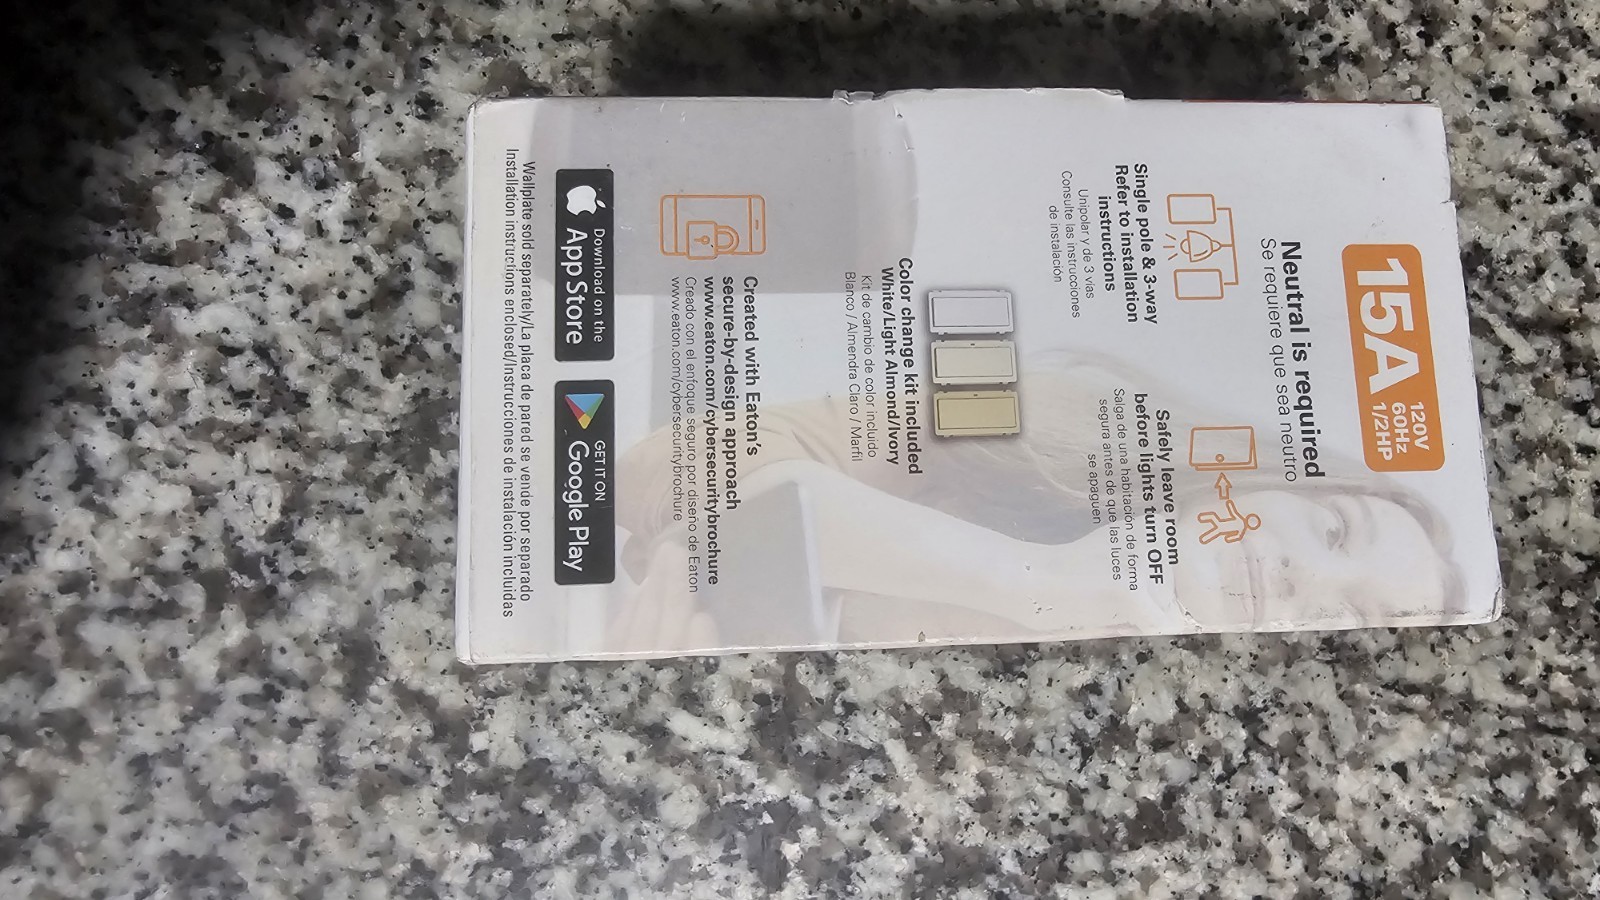 15A
120V
60Hz
1/2HP
Neutral is required
Se requiere que sea neutro
Single pole & 3-way
Refer to installation
instructions
Unipolar y de 3 vías
Consulte las instrucciones
de instalación
Safely leave room
before lights turn OFF
Salga de una habitación de forma
segura antes de que las luces
se apaguen
Color change kit included
White/Light Almond/Ivory
Kit de cambio de color incluido
Blanco / Almendra Claro / Marfil
Created with Eaton's
secure-by-design approach
www.eaton.com/cybersecuritybrochure
Creado con el enfoque seguro por diseño de Eaton
www.eaton.com/cybersecuritybrochure
Download on the
App Store
GET IT ON
Google Play
Wallplate sold separately/La placa de pared se vende por separado
Installation instructions enclosed/Instrucciones de instalación incluidas